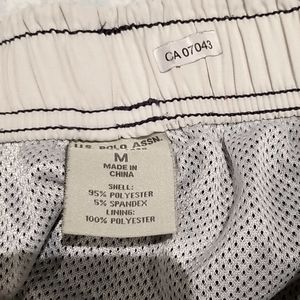 CA 07043
U.S. POLO ASSN.
M
MADE IN
CHINA
SHELL:
95% POLYESTER
5% SPANDEX
LINING:
100% POLYESTER